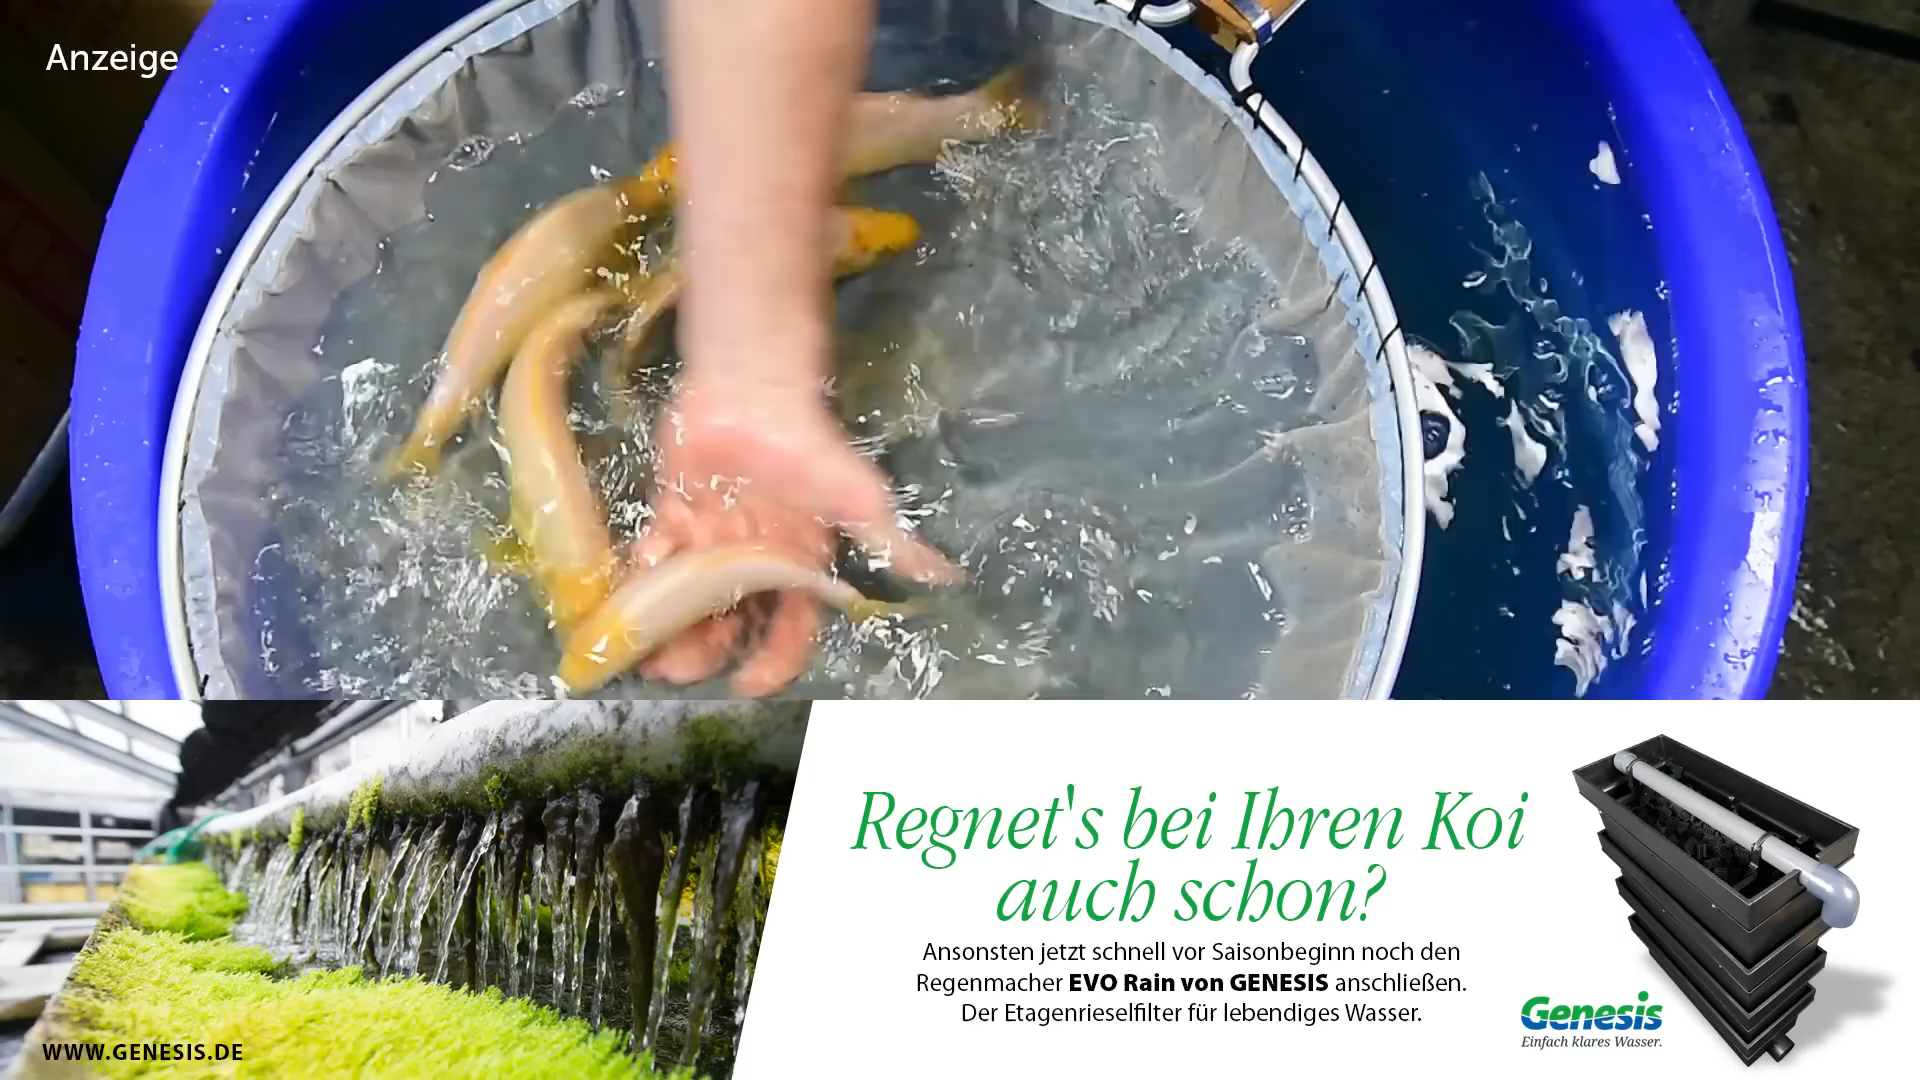 Anzeige
Regnet's bei Ihren Koi
auch schon?
Ansonsten jetzt schnell vor Saisonbeginn noch den
Regenmacher EVO Rain von GENESIS anschließen.
Der Etagenrieselfilter für lebendiges Wasser.
Genesis
Einfach klares Wasser.
WWW.GENESIS.DE